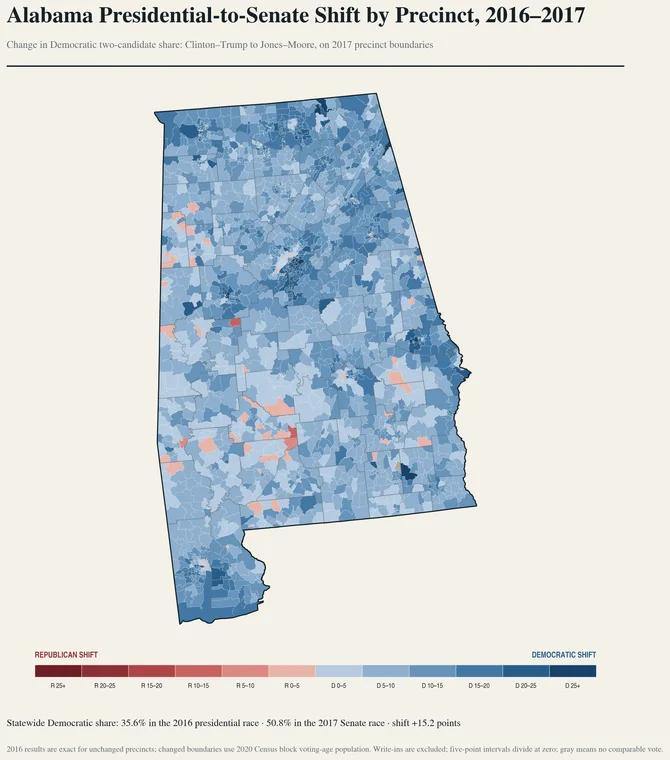 Alabama Presidential-to-Senate Shift by Precinct, 2016–2017
Change in Democratic two-candidate share: Clinton–Trump to Jones–Moore, on 2017 precinct boundaries
REPUBLICAN SHIFT DEMOCRATIC SHIFT
R 25+ R 20–25 R 15–20 R 10–15 R 5–10 R 0–5 D 0–5 D 5–10 D 10–15 D 15–20 D 20–25 D 25+
Statewide Democratic share: 35.6% in the 2016 presidential race · 50.8% in the 2017 Senate race · shift +15.2 points
2016 results are exact for unchanged precincts; changed boundaries use 2020 Census block voting-age population. Write-ins are excluded; five-point intervals divide at zero; gray means no comparable vote.